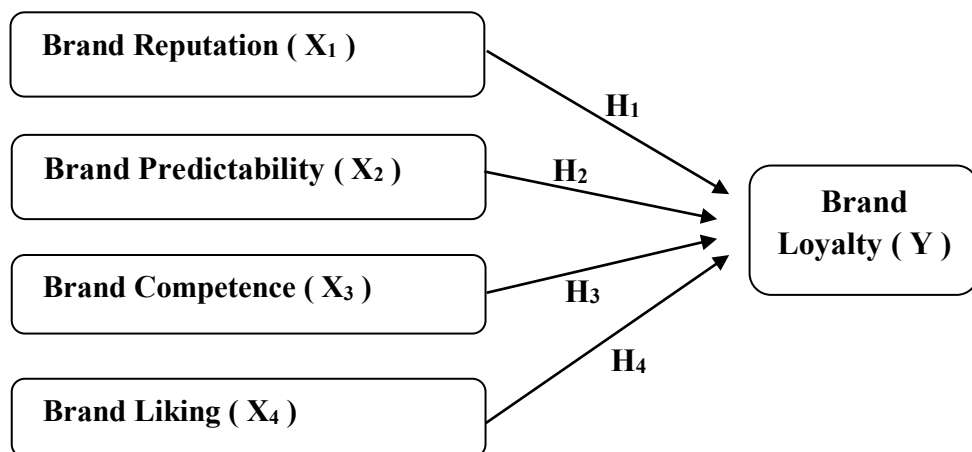 Brand Reputation ( X₁ )
H₁
Brand Predictability ( X₂ )
H₂
Brand
Loyalty ( Y )
Brand Competence ( X₃ )
H₃
H₄
Brand Liking ( X₄ )